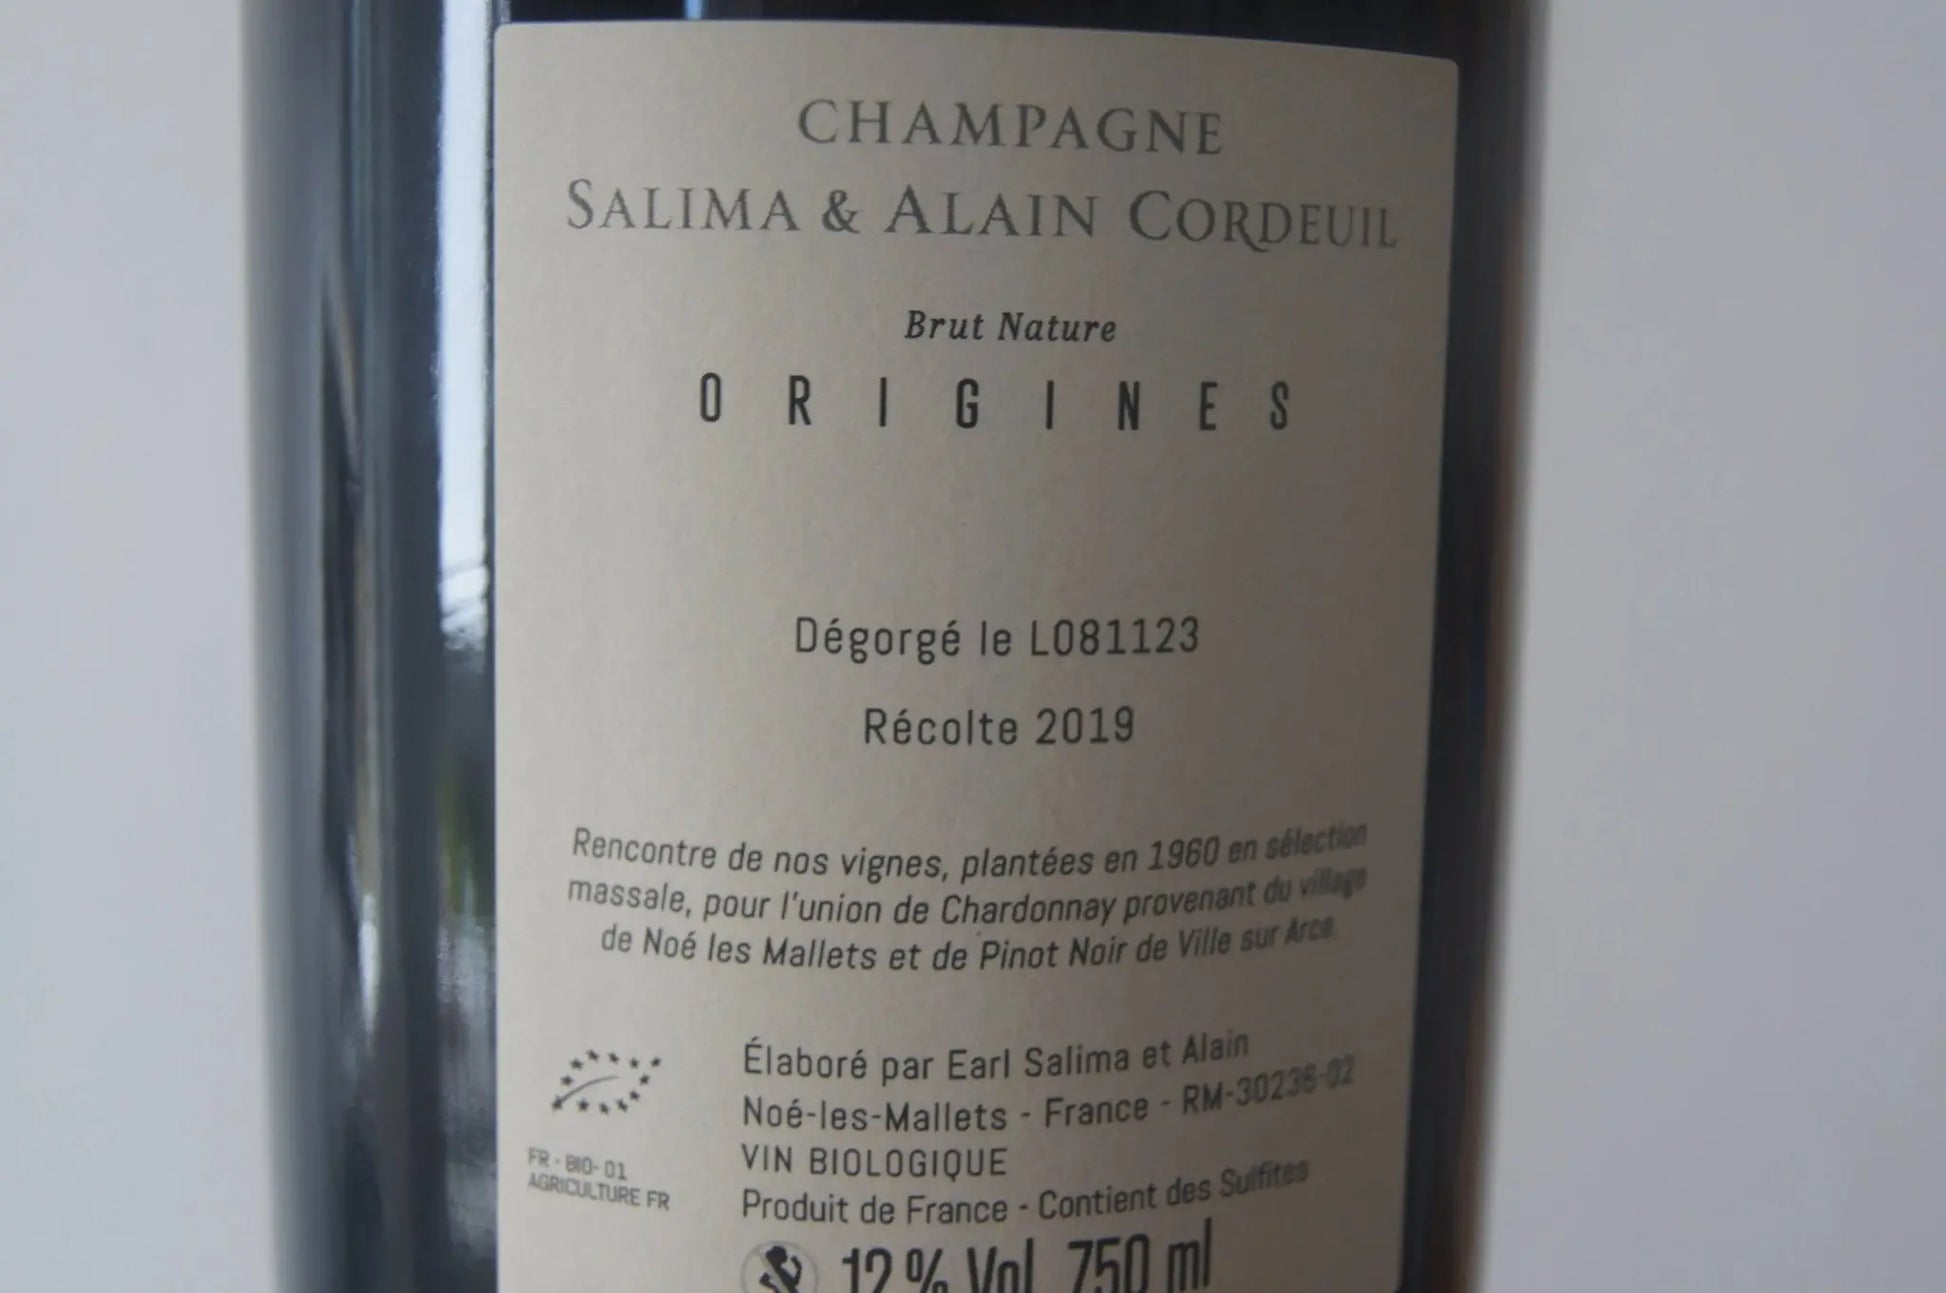 CHAMPAGNE
SALIMA & ALAIN CORDEUIL
Brut Nature
ORIGINES
Dégorgé le L081123
Récolte 2019
Rencontre de nos vignes, plantées en 1960 en sélection
massale, pour l'union de Chardonnay provenant du village
de Noé les Mallets et de Pinot Noir de Ville sur Arce
Élaboré par Earl Salima et Alain
Noé-les-Mallets - France - RM-30236-02
VIN BIOLOGIQUE
Produit de France - Contient des Sulfites
FR - BIO- 01
AGRICULTURE FR
12 % Vol 750 ml